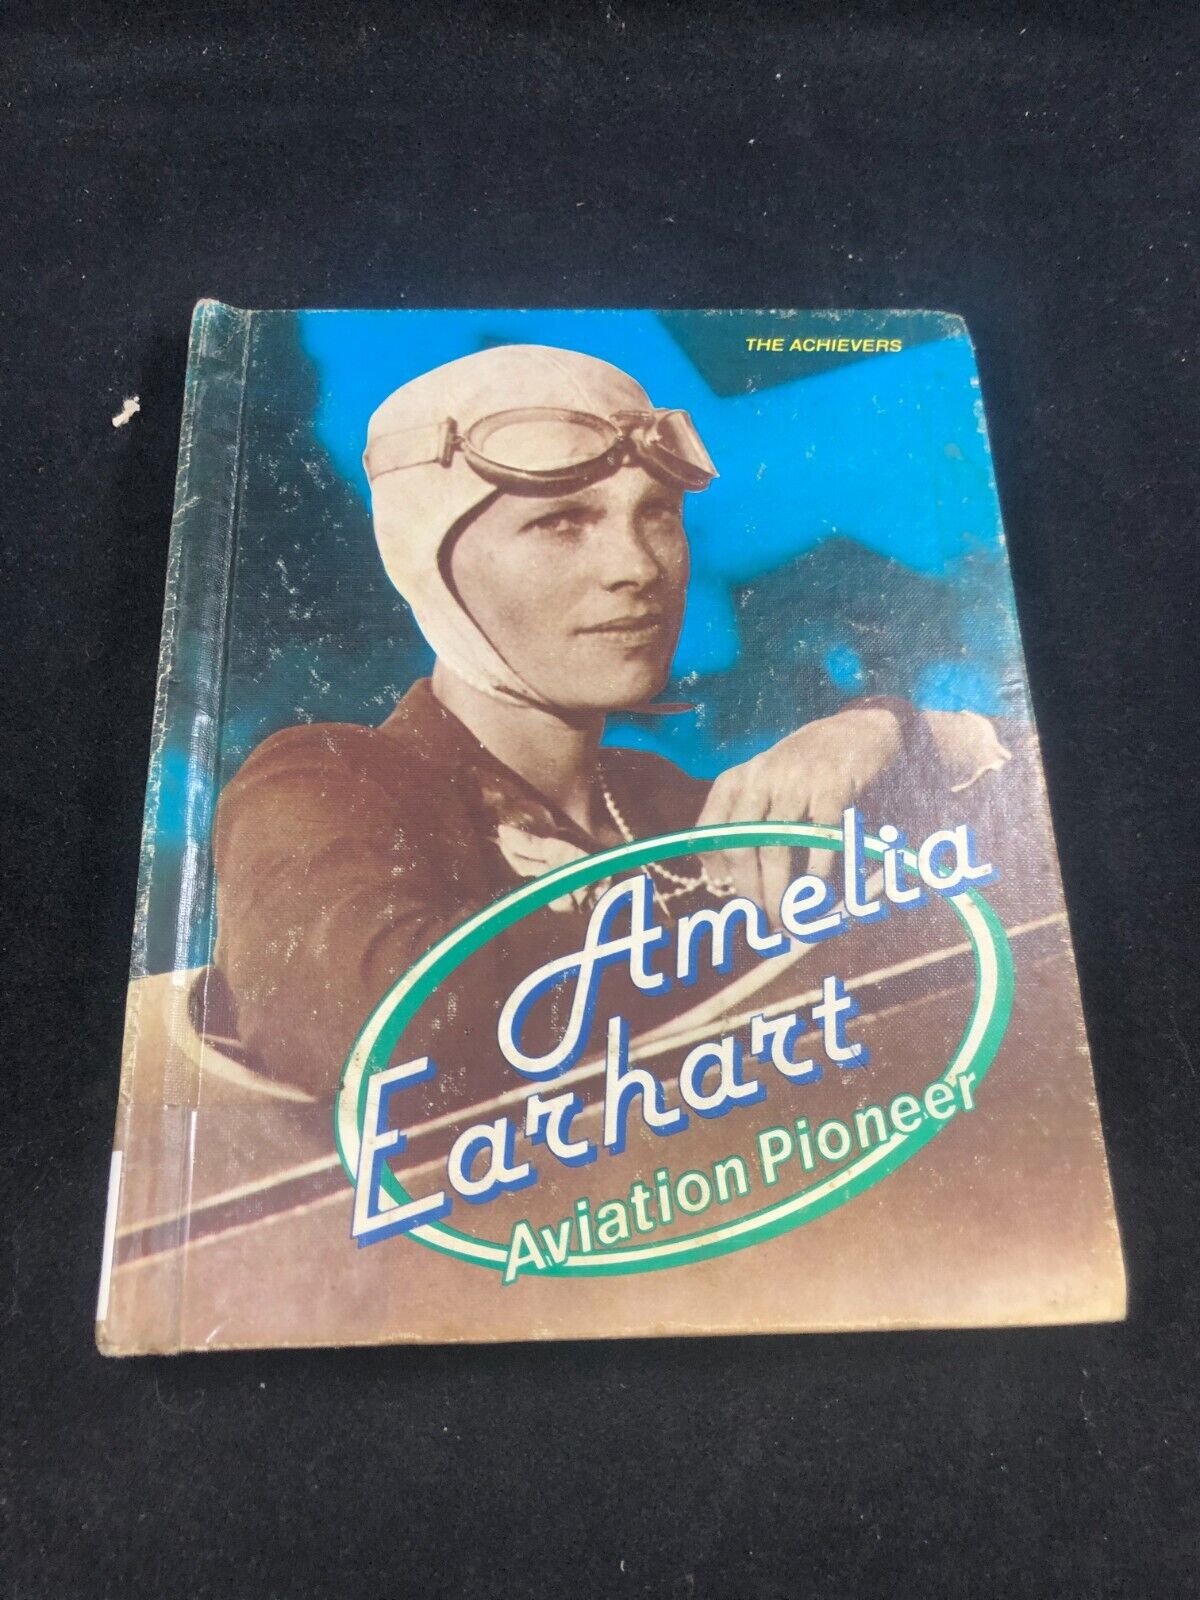 THE ACHIEVERS
Amelia
Earhart
Aviation Pioneer